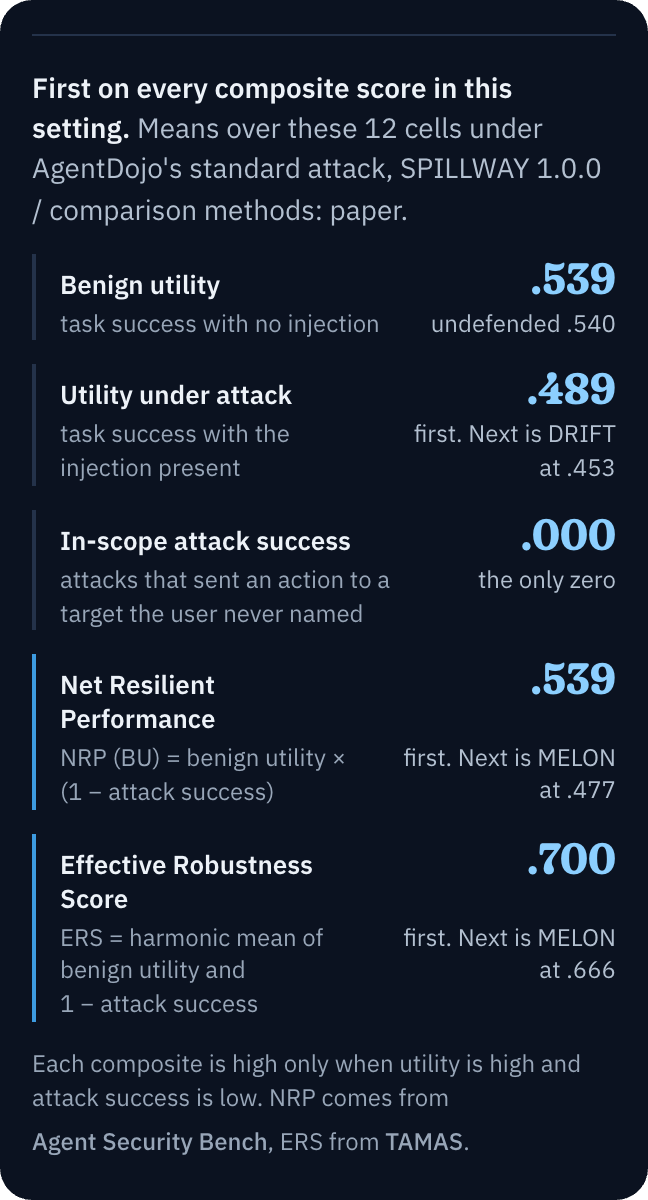 First on every composite score in this
setting. Means over these 12 cells under
AgentDojo's standard attack, SPILLWAY 1.0.0
/ comparison methods: paper.
Benign utility
.539
task success with no injection
undefended .540
Utility under attack
.489
task success with the
injection present
first. Next is DRIFT
at .453
In-scope attack success
.000
attacks that sent an action to a
target the user never named
the only zero
Net Resilient
Performance
.539
NRP (BU) = benign utility ×
(1 − attack success)
first. Next is MELON
at .477
Effective Robustness
Score
.700
ERS = harmonic mean of
benign utility and
1 − attack success
first. Next is MELON
at .666
Each composite is high only when utility is high and
attack success is low. NRP comes from
Agent Security Bench, ERS from TAMAS.